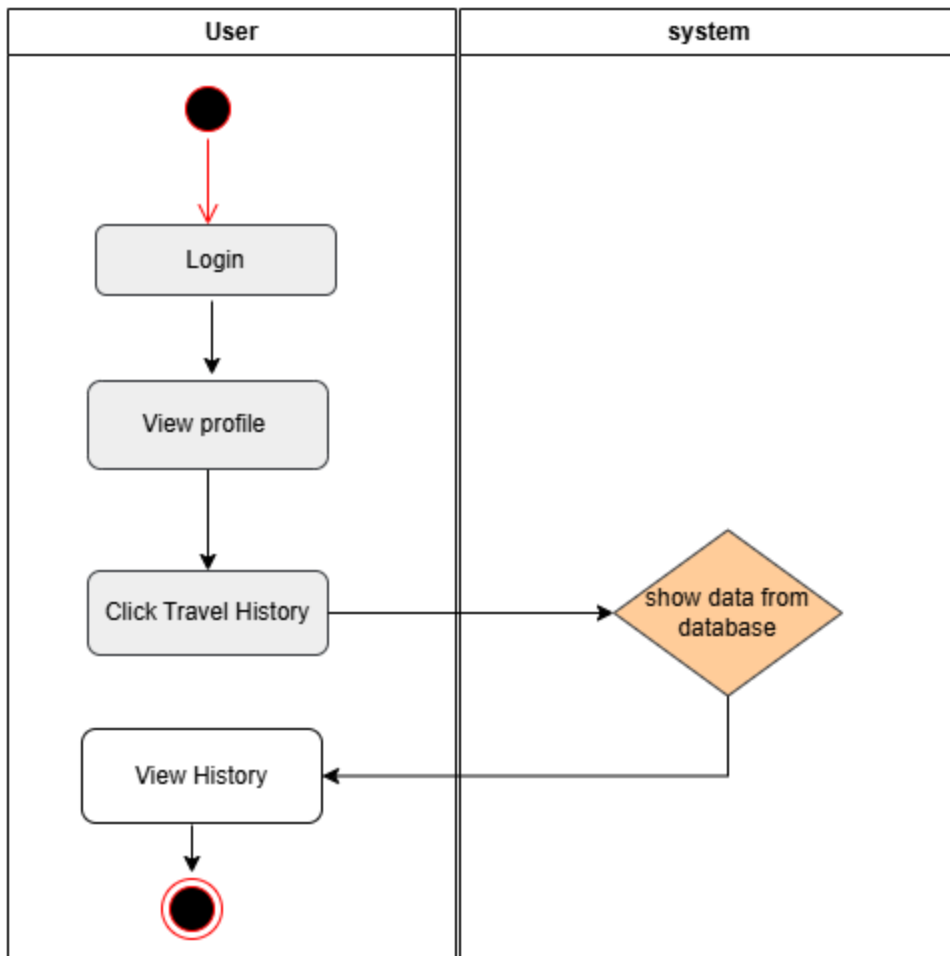 User
system
Login
View profile
Click Travel History
show data from
database
View History